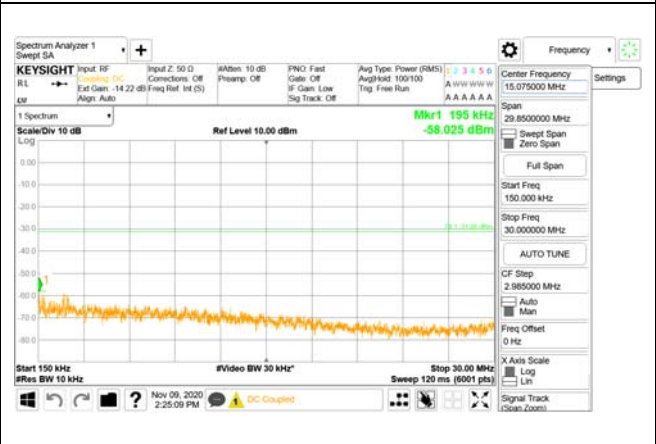 Spectrum Analyzer 1
Swept SA
Frequency
Settings
KEYSIGHT
RL
Input: RF
Coupling: DC
Ext Gain: -14.22 dB
Align: Auto
Input Z: 50 Ω
Corrections: Off
Freq Ref: Int (S)
#Atten: 10 dB
Preamp: Off
PNO: Fast
Gate: Off
IF Gain: Low
Sig Track: Off
Avg Type: Power (RMS)
Avg|Hold: 100/100
Trig: Free Run
1 2 3 4 5 6
A W W W W W
A A A A A A
1 Spectrum
Scale/Div 10 dB
Log
Ref Level 10.00 dBm
Mkr1 195 kHz
-58.025 dBm
0.00
-10.0
-20.0
-30.0
-40.0
-50.0
-60.0
-70.0
-80.0
1
Start 150 kHz
#Res BW 10 kHz
#Video BW 30 kHz*
Stop 30.00 MHz
Sweep 120 ms (6001 pts)
Center Frequency
15.075000 MHz
Span
29.8500000 MHz
Swept Span
Zero Span
Full Span
Start Freq
150.000 kHz
Stop Freq
30.000000 MHz
AUTO TUNE
CF Step
2.985000 MHz
Auto
Man
Freq Offset
0 Hz
X Axis Scale
Log
Lin
Signal Track
(Span Zoom)
Nov 09, 2020
2:25:09 PM
1
DC Coupled